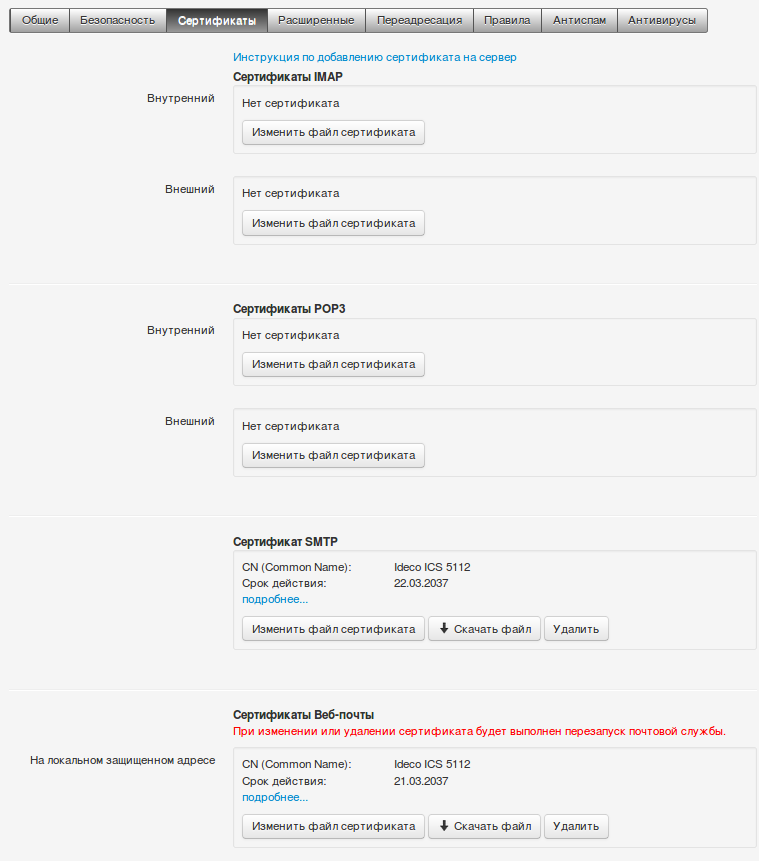 Общие Безопасность Сертификаты Расширенные Переадресация Правила Антиспам Антивирусы
Инструкция по добавлению сертификата на сервер
Сертификаты IMAP
Внутренний
Нет сертификата
Изменить файл сертификата
Внешний
Нет сертификата
Изменить файл сертификата
Сертификаты POP3
Внутренний
Нет сертификата
Изменить файл сертификата
Внешний
Нет сертификата
Изменить файл сертификата
Сертификат SMTP
CN (Common Name): Ideco ICS 5112
Срок действия: 22.03.2037
подробнее...
Изменить файл сертификата Скачать файл Удалить
Сертификаты Веб-почты
При изменении или удалении сертификата будет выполнен перезапуск почтовой службы.
На локальном защищенном адресе
CN (Common Name): Ideco ICS 5112
Срок действия: 21.03.2037
подробнее...
Изменить файл сертификата Скачать файл Удалить